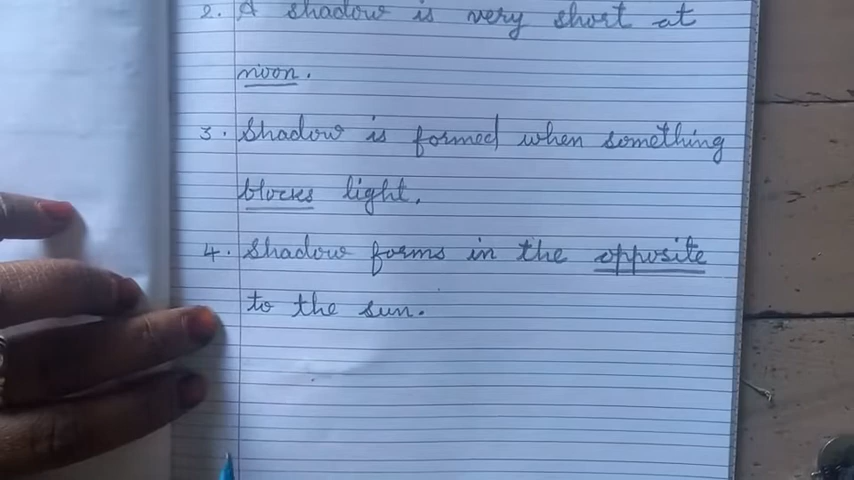 2. A shadow is very short at
noon.
3. Shadow is formed when something
blocks light.
4. Shadow forms in the opposite
to the sun.